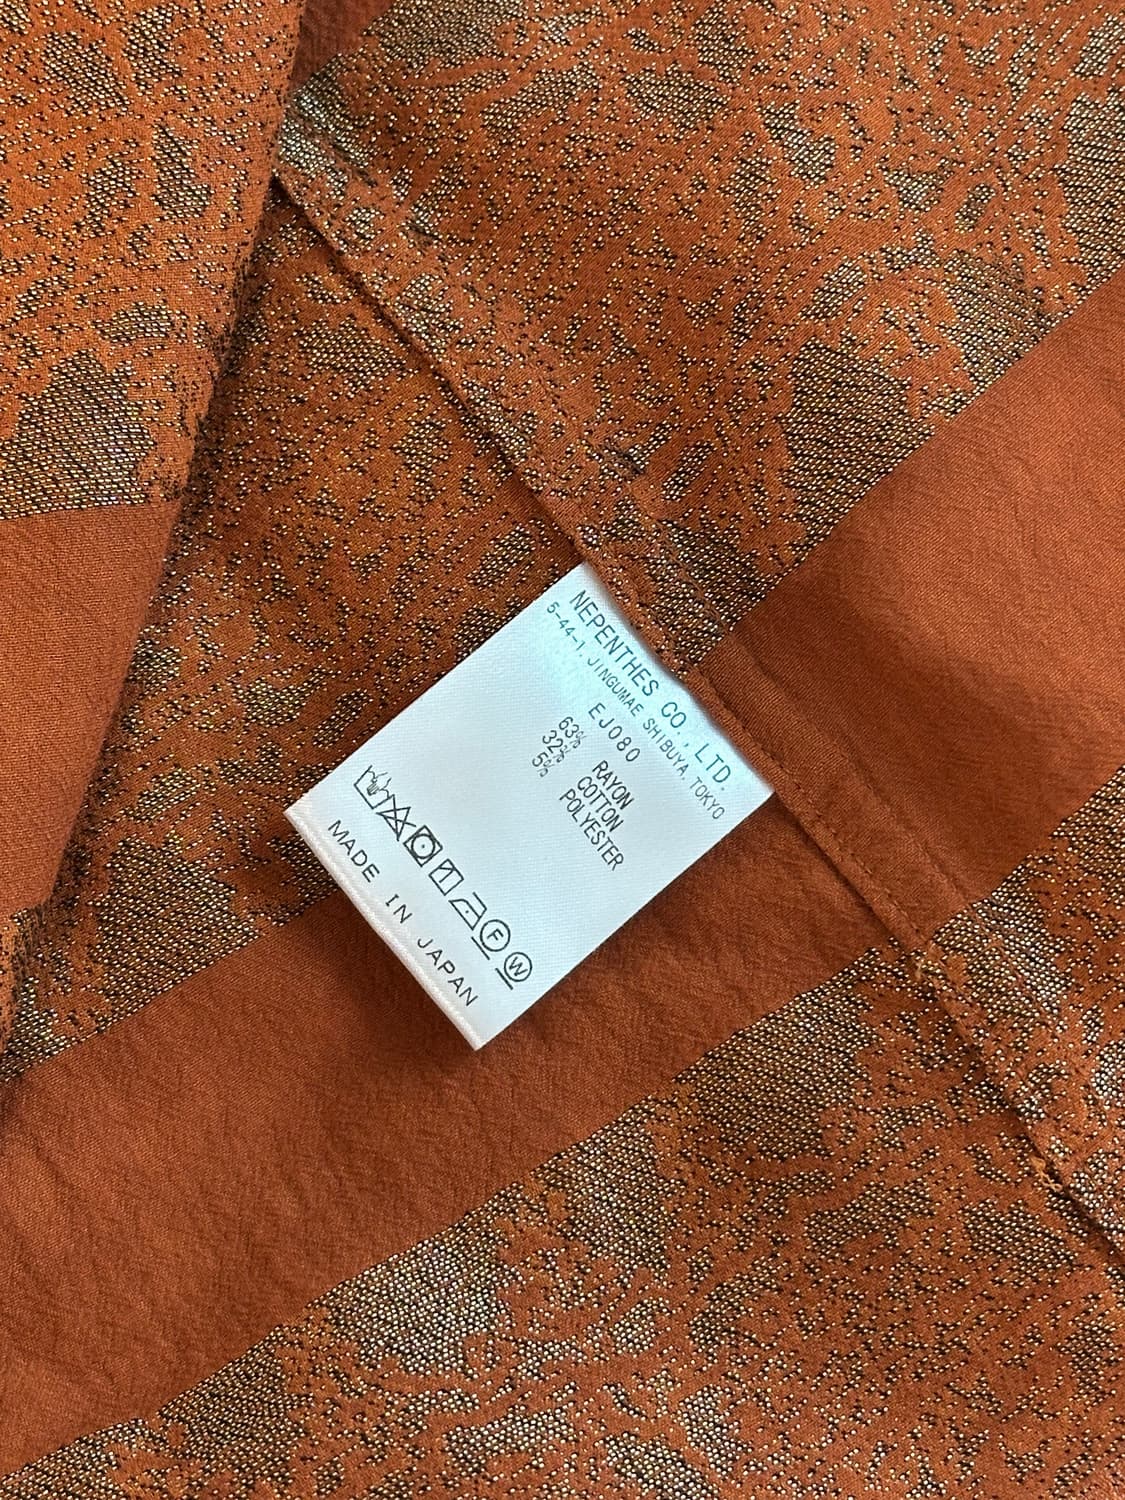 NEPENTHES CO., LTD.
5-44-1, JINGUMAE SHIBUYA, TOKYO
EJ080
63% RAYON
32% COTTON
5% POLYESTER
F W
MADE IN JAPAN